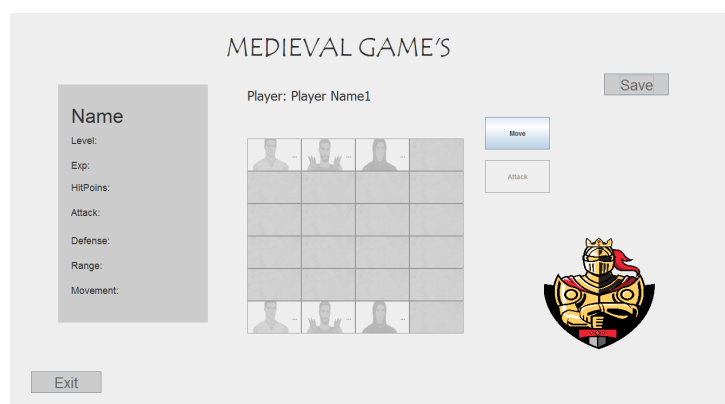 MEDIEVAL GAME'S
Save
Player: Player Name1
Name
Level:
Exp:
HitPoins:
Attack:
Defense:
Range:
Movement:
Move
Attack
Exit